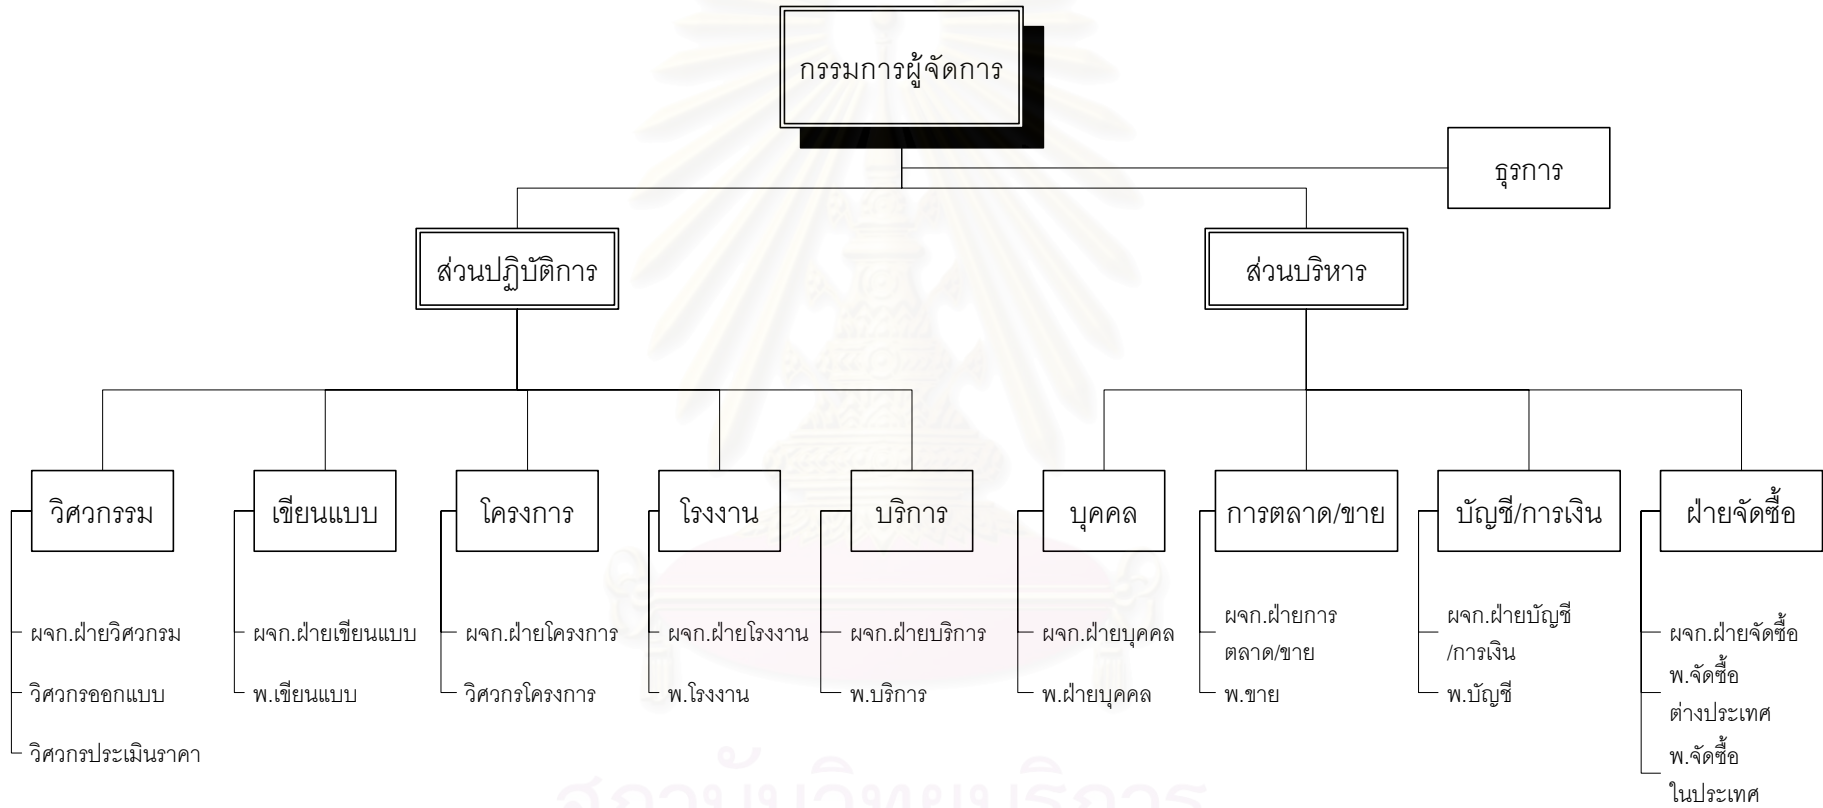 กรรมการผู้จัดการ
ธุรการ
ส่วนปฏิบัติการ
ส่วนบริหาร
วิศวกรรม
เขียนแบบ
โครงการ
โรงงาน
บริการ
บุคคล
การตลาด/ขาย
บัญชี/การเงิน
ฝ่ายจัดซื้อ
ผจก.ฝ่ายวิศวกรม
วิศวกรออกแบบ
วิศวกรประเมินราคา
ผจก.ฝ่ายเขียนแบบ
พ.เขียนแบบ
ผจก.ฝ่ายโครงการ
วิศวกรโครงการ
ผจก.ฝ่ายโรงงาน
พ.โรงงาน
ผจก.ฝ่ายบริการ
พ.บริการ
ผจก.ฝ่ายบุคคล
พ.ฝ่ายบุคคล
ผจก.ฝ่ายการ
ตลาด/ขาย
พ.ขาย
ผจก.ฝ่ายบัญชี
/การเงิน
พ.บัญชี
ผจก.ฝ่ายจัดซื้อ
พ.จัดซื้อ
ต่างประเทศ
พ.จัดซื้อ
ในประเทศ
สถาบันวิทยบริการ